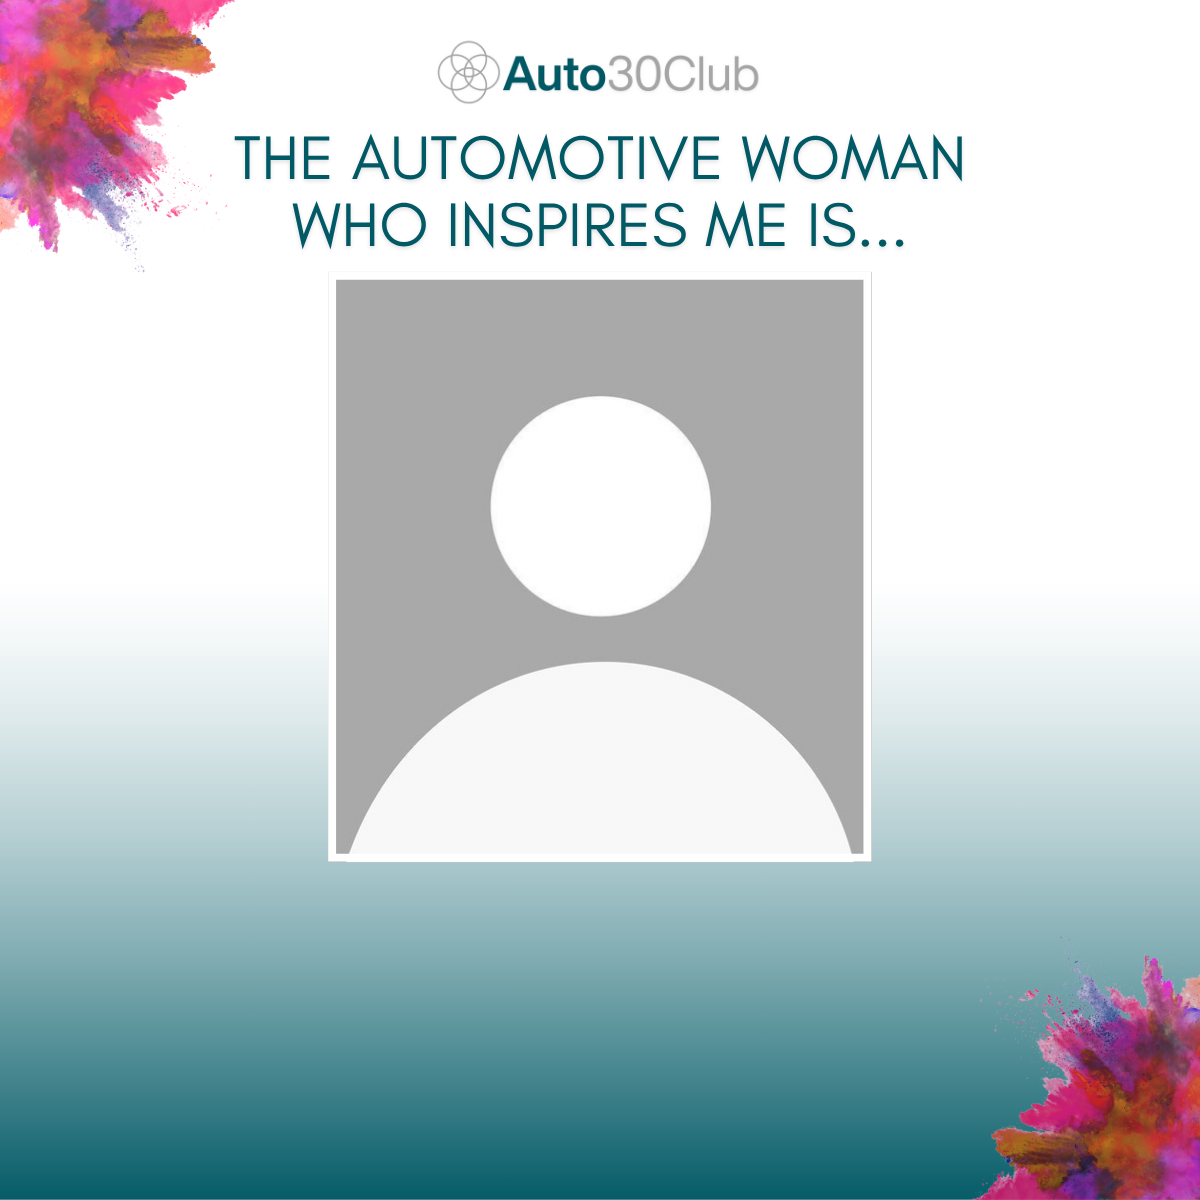 Auto30Club
THE AUTOMOTIVE WOMAN
WHO INSPIRES ME IS...